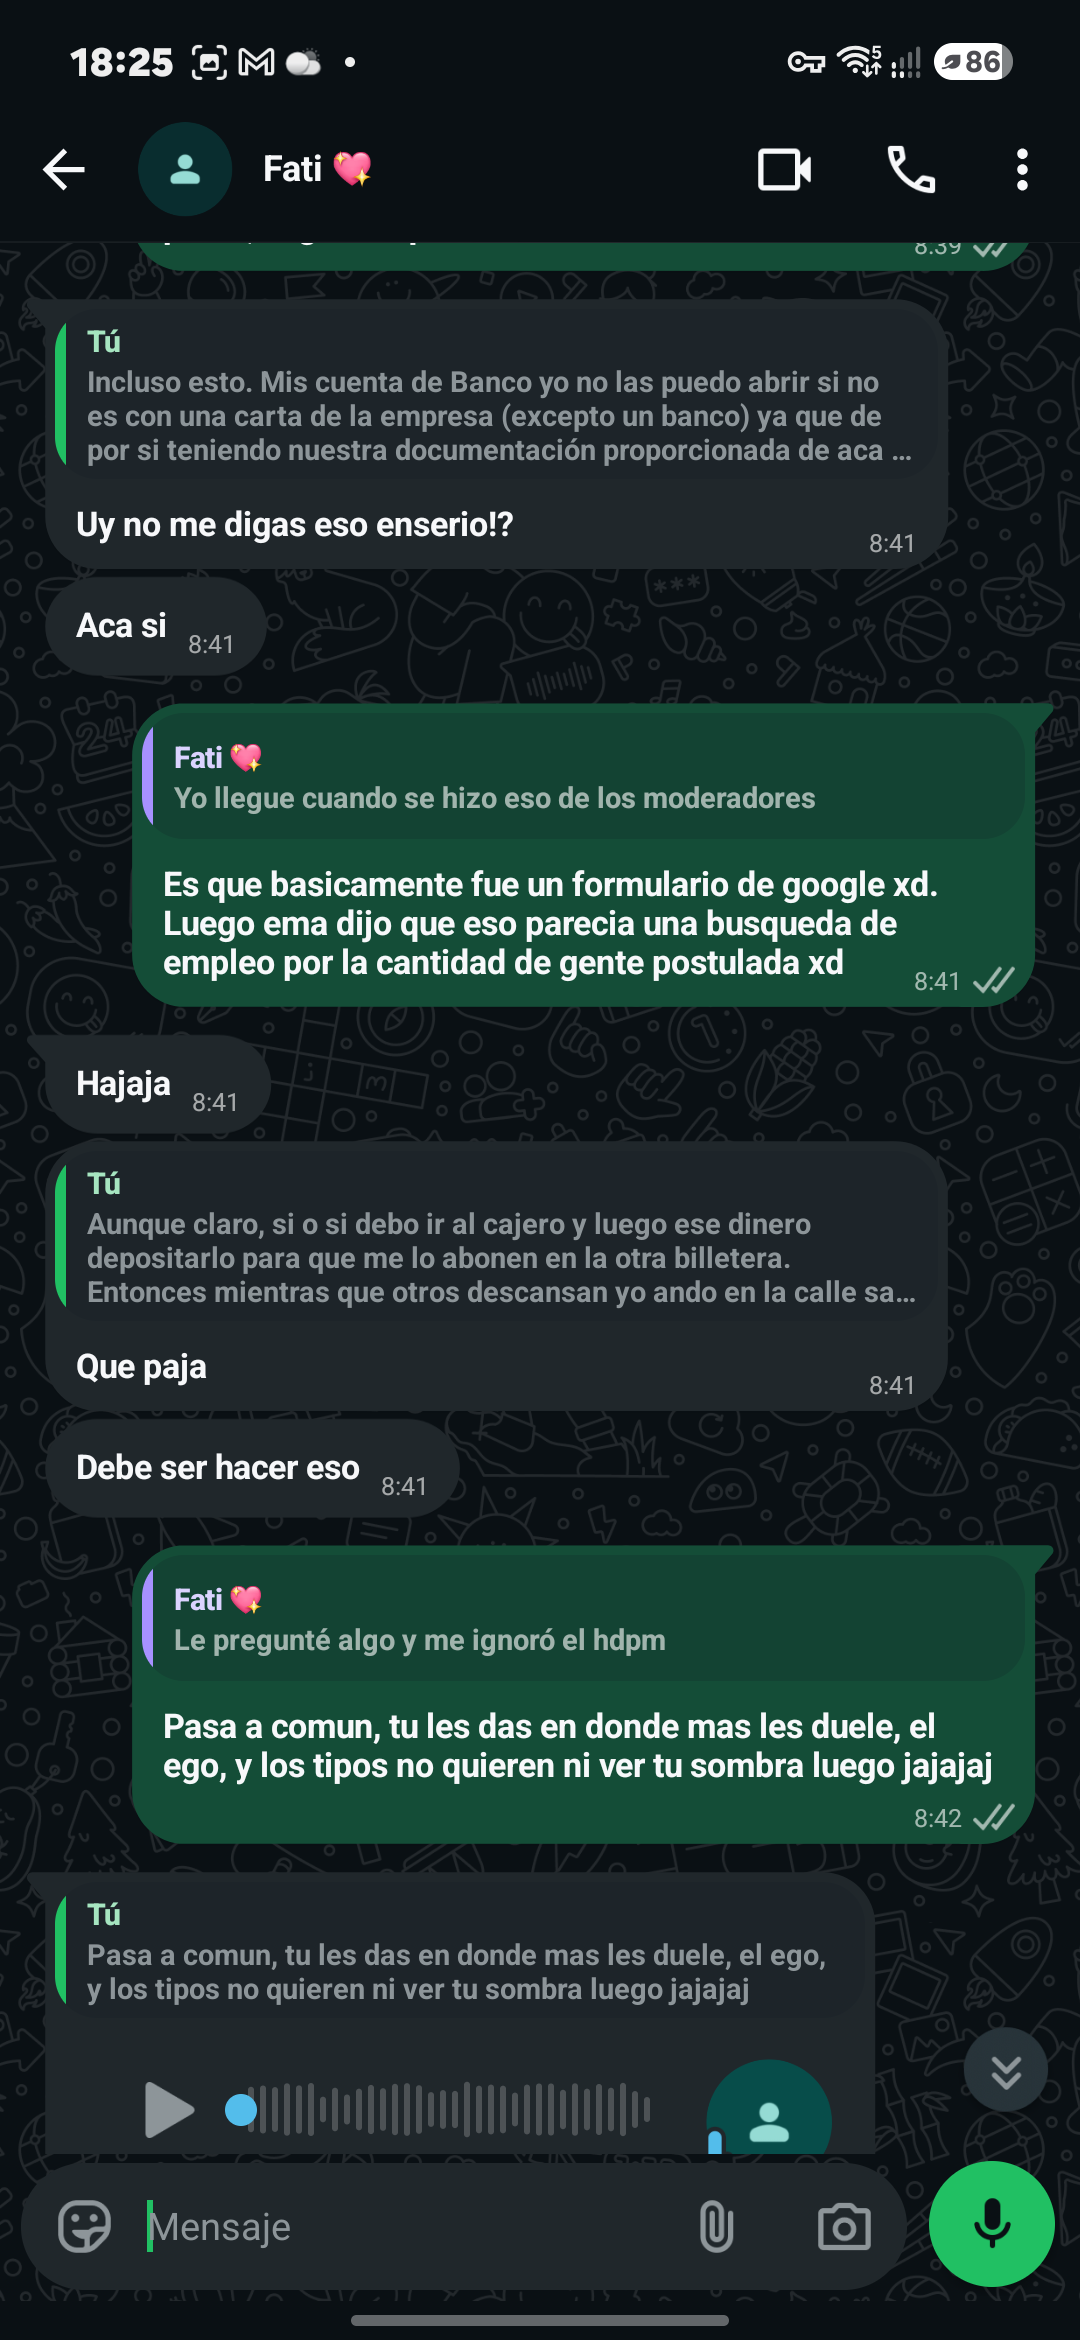 18:25
5
86
Fati 💖
8:39
Tú
Incluso esto. Mis cuenta de Banco yo no las puedo abrir si no
es con una carta de la empresa (excepto un banco) ya que de
por si teniendo nuestra documentación proporcionada de aca ...
Uy no me digas eso enserio!?
8:41
Aca si
8:41
Fati 💖
Yo llegue cuando se hizo eso de los moderadores
Es que basicamente fue un formulario de google xd.
Luego ema dijo que eso parecia una busqueda de
empleo por la cantidad de gente postulada xd
8:41
Hajaja
8:41
Tú
Aunque claro, si o si debo ir al cajero y luego ese dinero
depositarlo para que me lo abonen en la otra billetera.
Entonces mientras que otros descansan yo ando en la calle sa...
Que paja
8:41
Debe ser hacer eso
8:41
Fati 💖
Le pregunté algo y me ignoró el hdpm
Pasa a comun, tu les das en donde mas les duele, el
ego, y los tipos no quieren ni ver tu sombra luego jajajaj
8:42
Tú
Pasa a comun, tu les das en donde mas les duele, el ego,
y los tipos no quieren ni ver tu sombra luego jajajaj
Mensaje